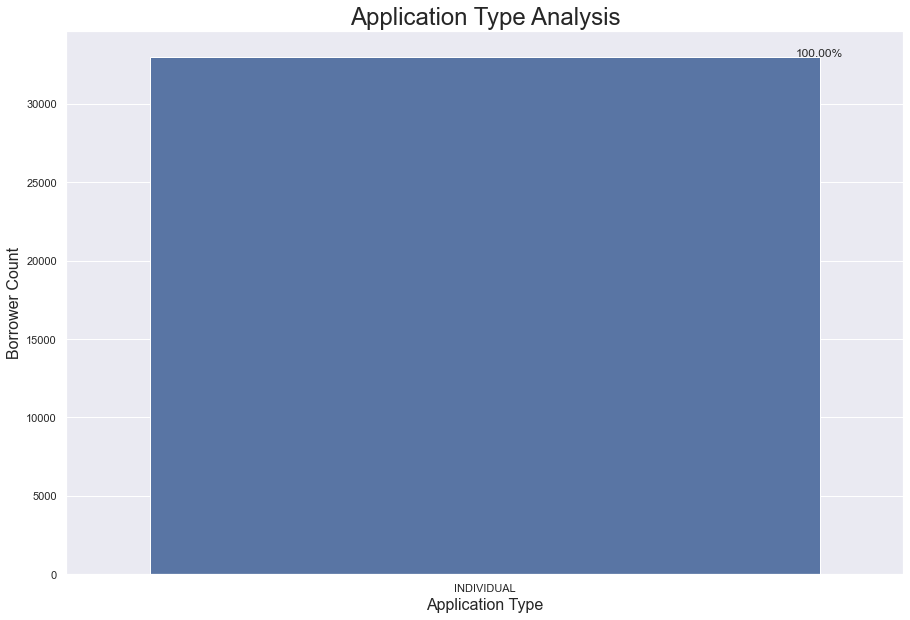 Application Type Analysis
100.00%
30000
25000
20000
15000
10000
5000
0
Borrower Count
INDIVIDUAL
Application Type